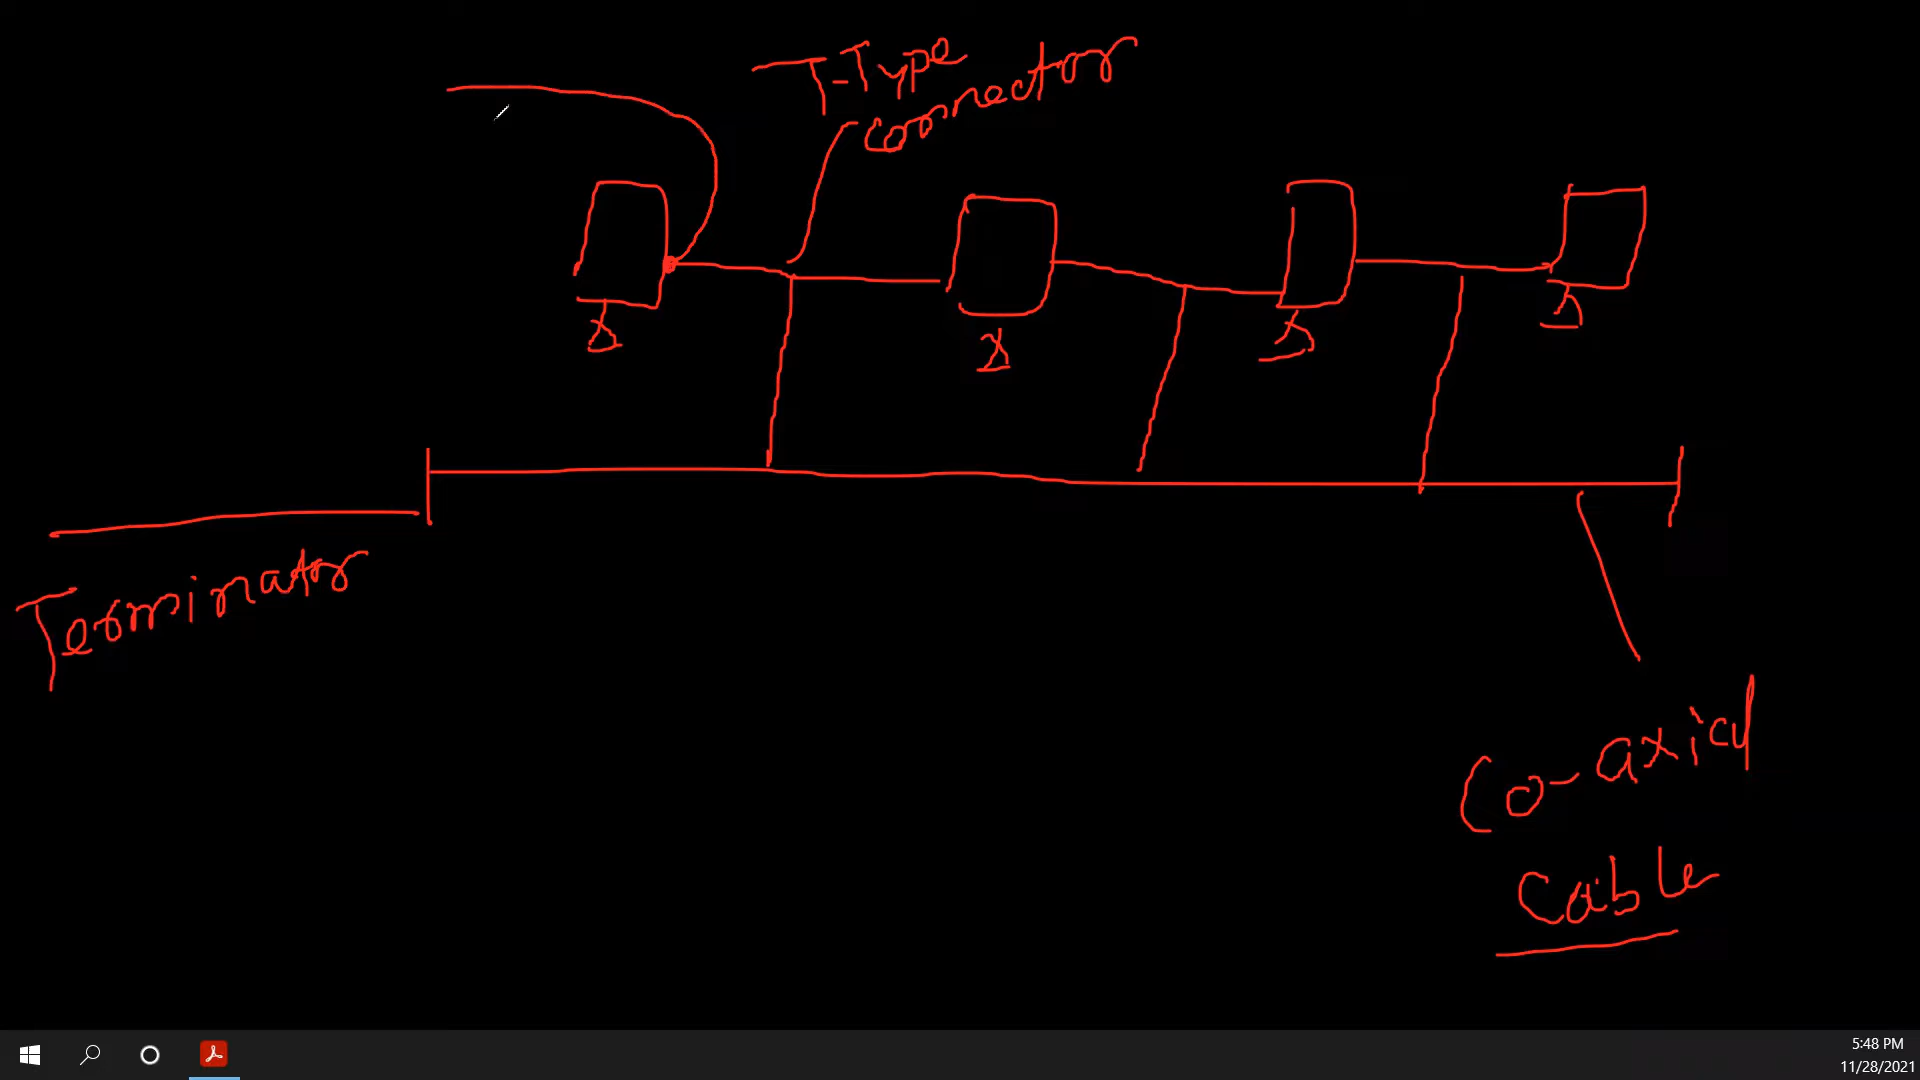 T-Type
connector
Terminator
Co-axial
Cable
5:48 PM
11/28/2021